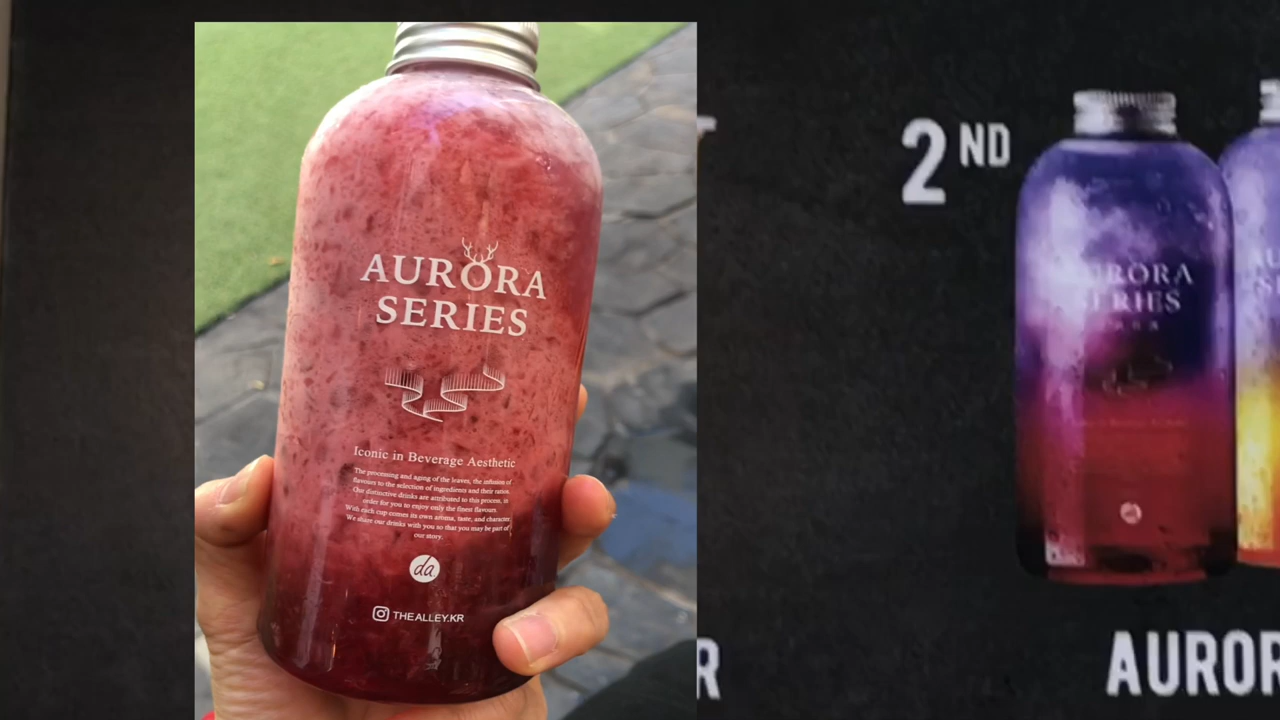 AURORA
SERIES
Iconic in Beverage Aesthetic
The processing and aging of the leaves, the infusion of
flavours to the selection of ingredients and their ratios.
Our distinctive drinks are attributed to this process, in
order for you to enjoy only the finest flavours.
With each cup comes its own aroma, taste, and character.
We share our drinks with you so that you may be part of
our story.
da
THEALLEY.KR
2ND
AURORA
SERIES
AUROR